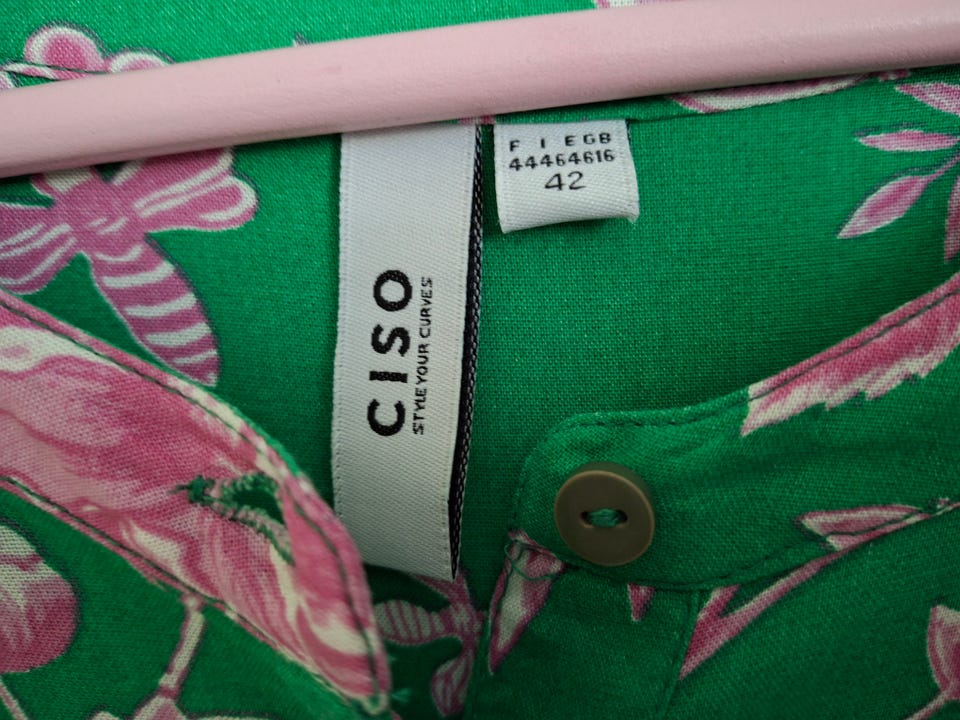 CISO
STYLE YOUR CURVES
F I E GB
44464616
42